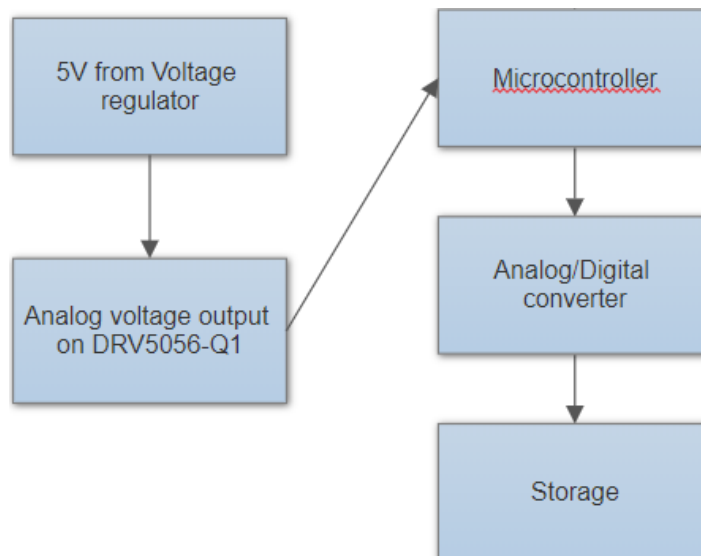 5V from Voltage
regulator
Analog voltage output
on DRV5056-Q1
Microcontroller
Analog/Digital
converter
Storage